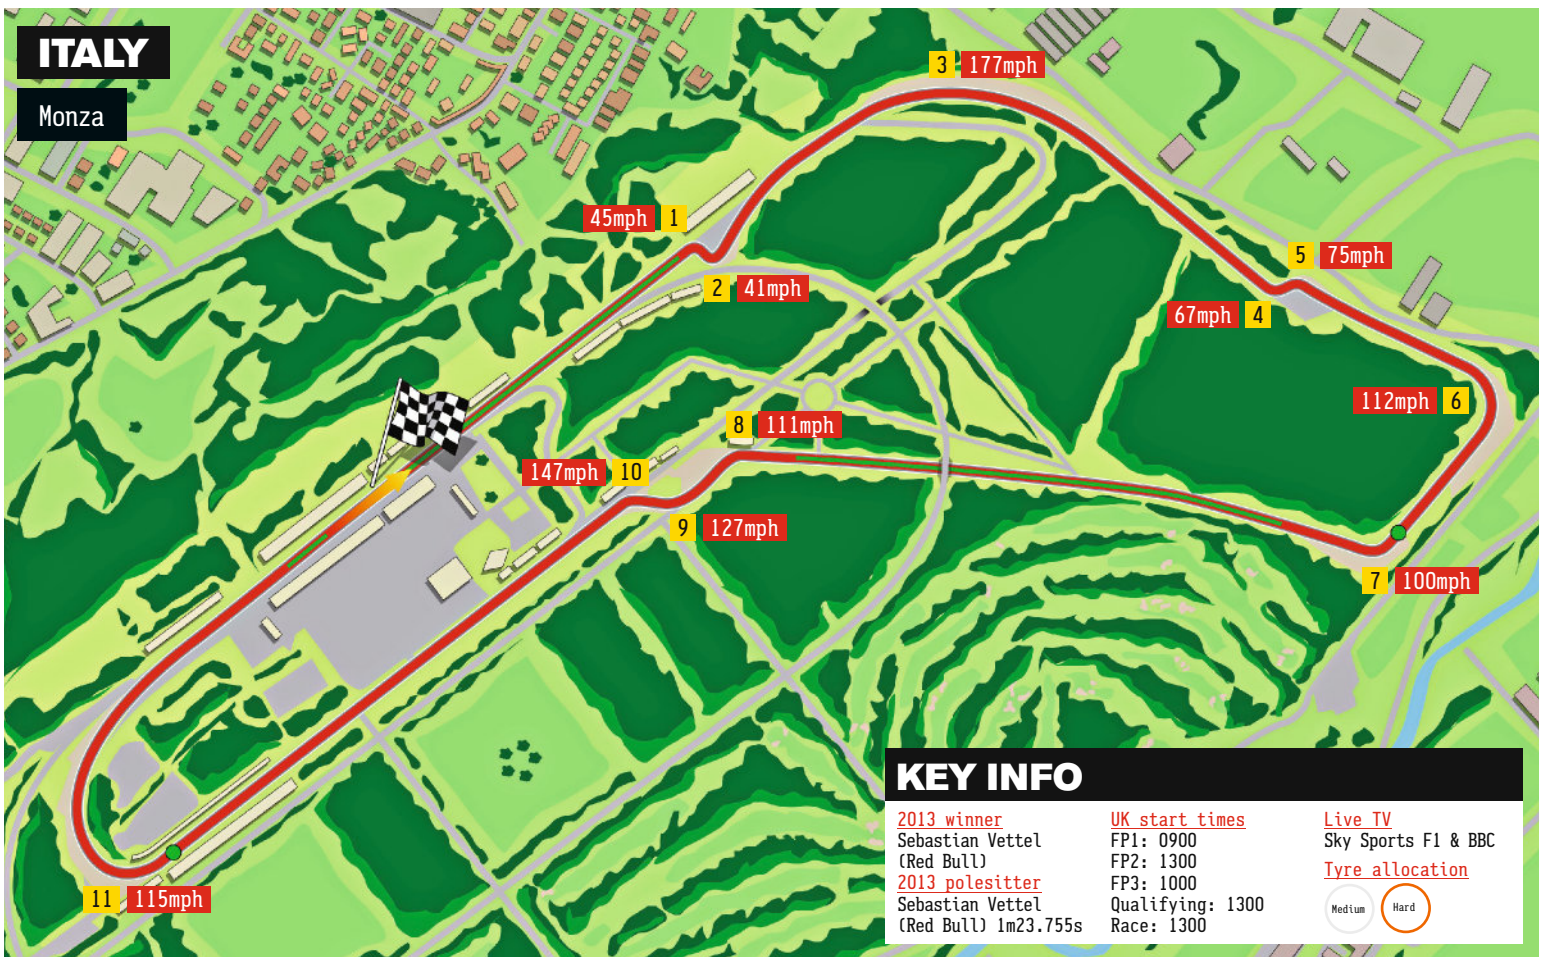 ITALY
Monza
3 177mph
45mph 1
5 75mph
2 41mph
67mph 4
112mph 6
8 111mph
147mph 10
9 127mph
7 100mph
11 115mph
KEY INFO
2013 winner
Sebastian Vettel
(Red Bull)
2013 polesitter
Sebastian Vettel
(Red Bull) 1m23.755s
UK start times
FP1: 0900
FP2: 1300
FP3: 1000
Qualifying: 1300
Race: 1300
Live TV
Sky Sports F1 & BBC
Tyre allocation
Medium
Hard